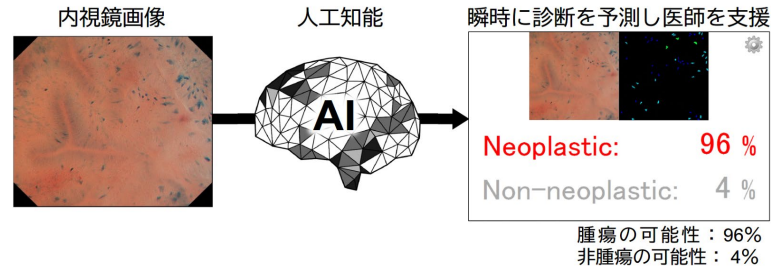 内視鏡画像
人工知能
瞬時に診断を予測し医師を支援
AI
Neoplastic: 96 %
Non-neoplastic: 4 %
腫瘍の可能性：96%
非腫瘍の可能性：4%